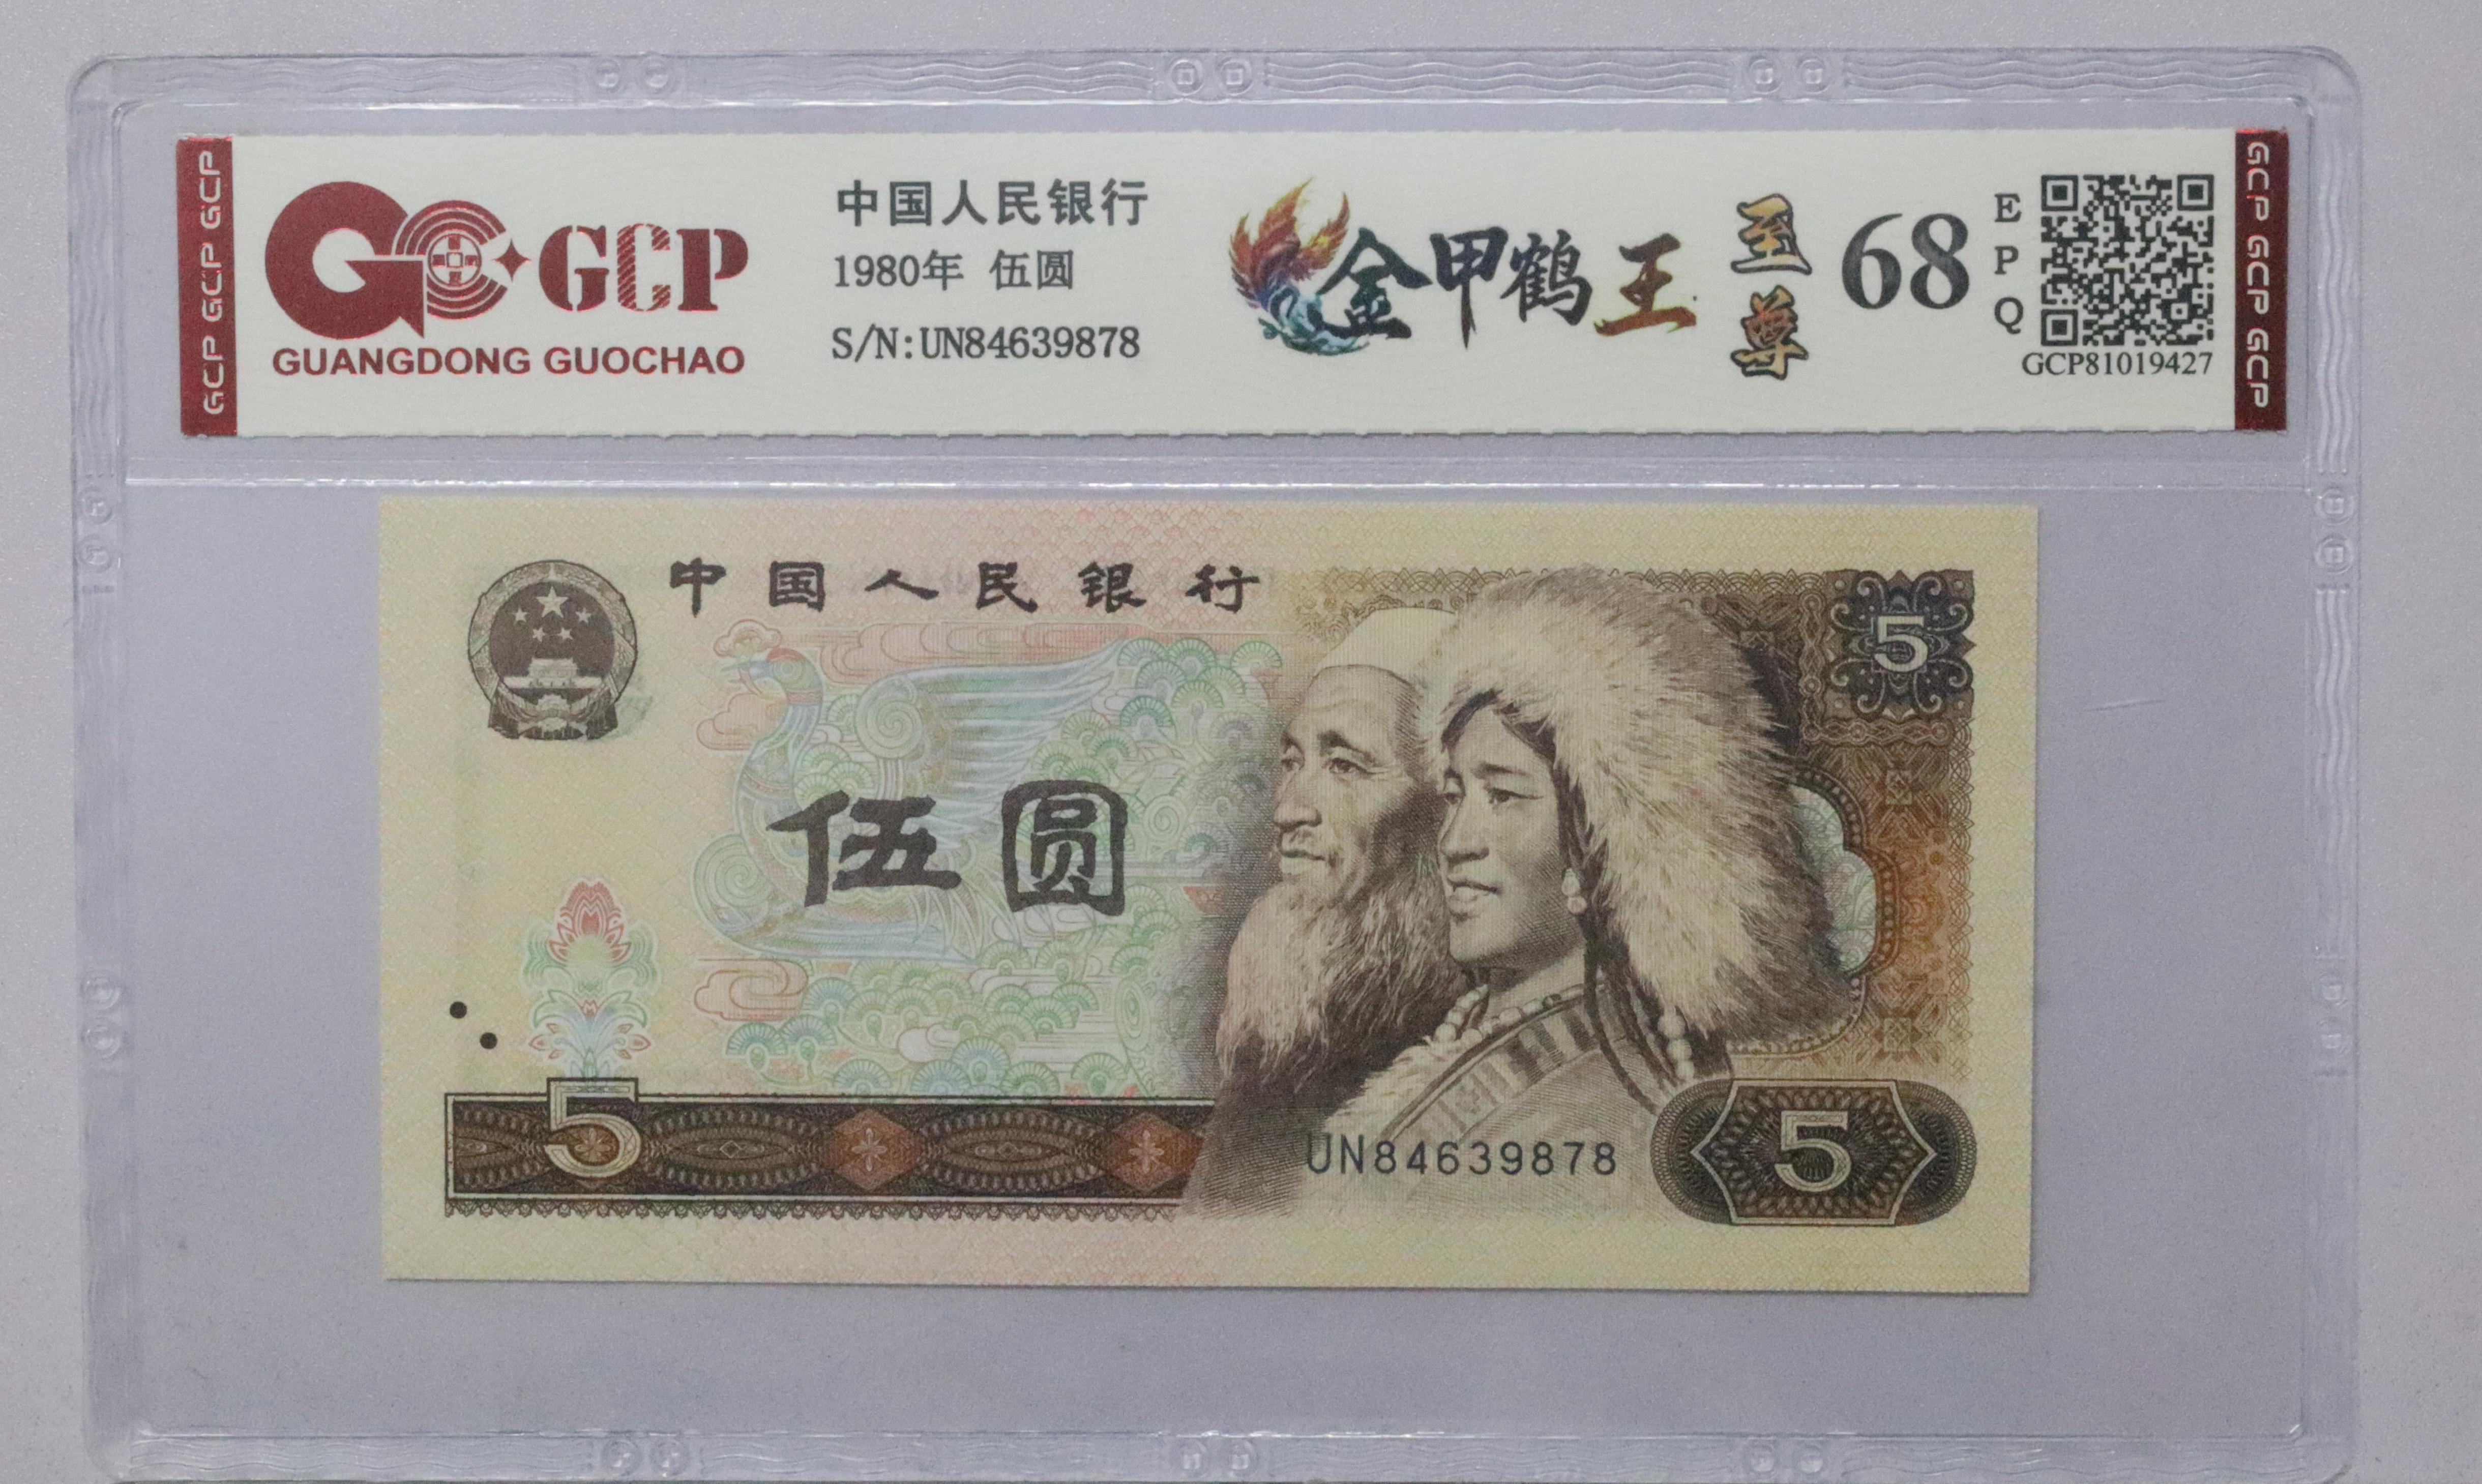 GCP GCP GCP
GCP
GUANGDONG GUOCHAO
中国人民银行
1980年 伍圆
S/N:UN84639878
金甲鹤王
至尊
68
EPQ
GCP81019427
GCP GCP GCP
中国人民银行
5
伍圆
5
UN84639878
5